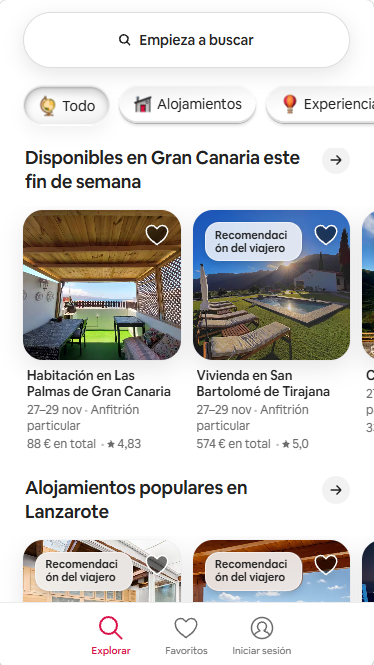 Empieza a buscar
Todo
Alojamientos
Experiencia
Disponibles en Gran Canaria este
fin de semana
Recomendaci
ón del viajero
Habitación en Las
Palmas de Gran Canaria
27–29 nov · Anfitrión
particular
88 € en total · ★ 4,83
Vivienda en San
Bartolomé de Tirajana
27–29 nov · Anfitrión
particular
574 € en total · ★ 5,0
Alojamientos populares en
Lanzarote
Recomendaci
ón del viajero
Recomendaci
ón del viajero
Explorar
Favoritos
Iniciar sesión